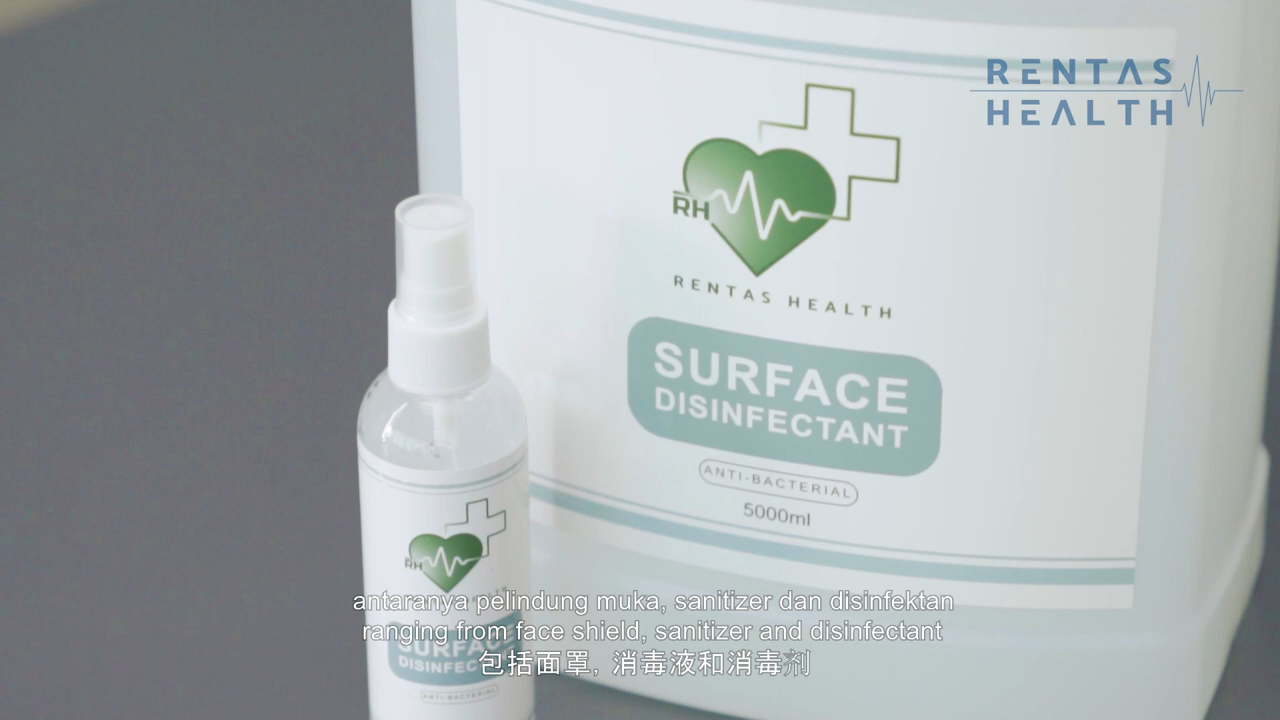 RENTAS
HEALTH
RH
RENTAS HEALTH
SURFACE
DISINFECTANT
ANTI-BACTERIAL
5000ml
RH
HEALTH
SURFACE
DISINFEC
ANTI-BACTERIAL
antaranya pelindung muka, sanitizer dan disinfektan
ranging from face shield, sanitizer and disinfectant
包括面罩, 消毒液和消毒剂